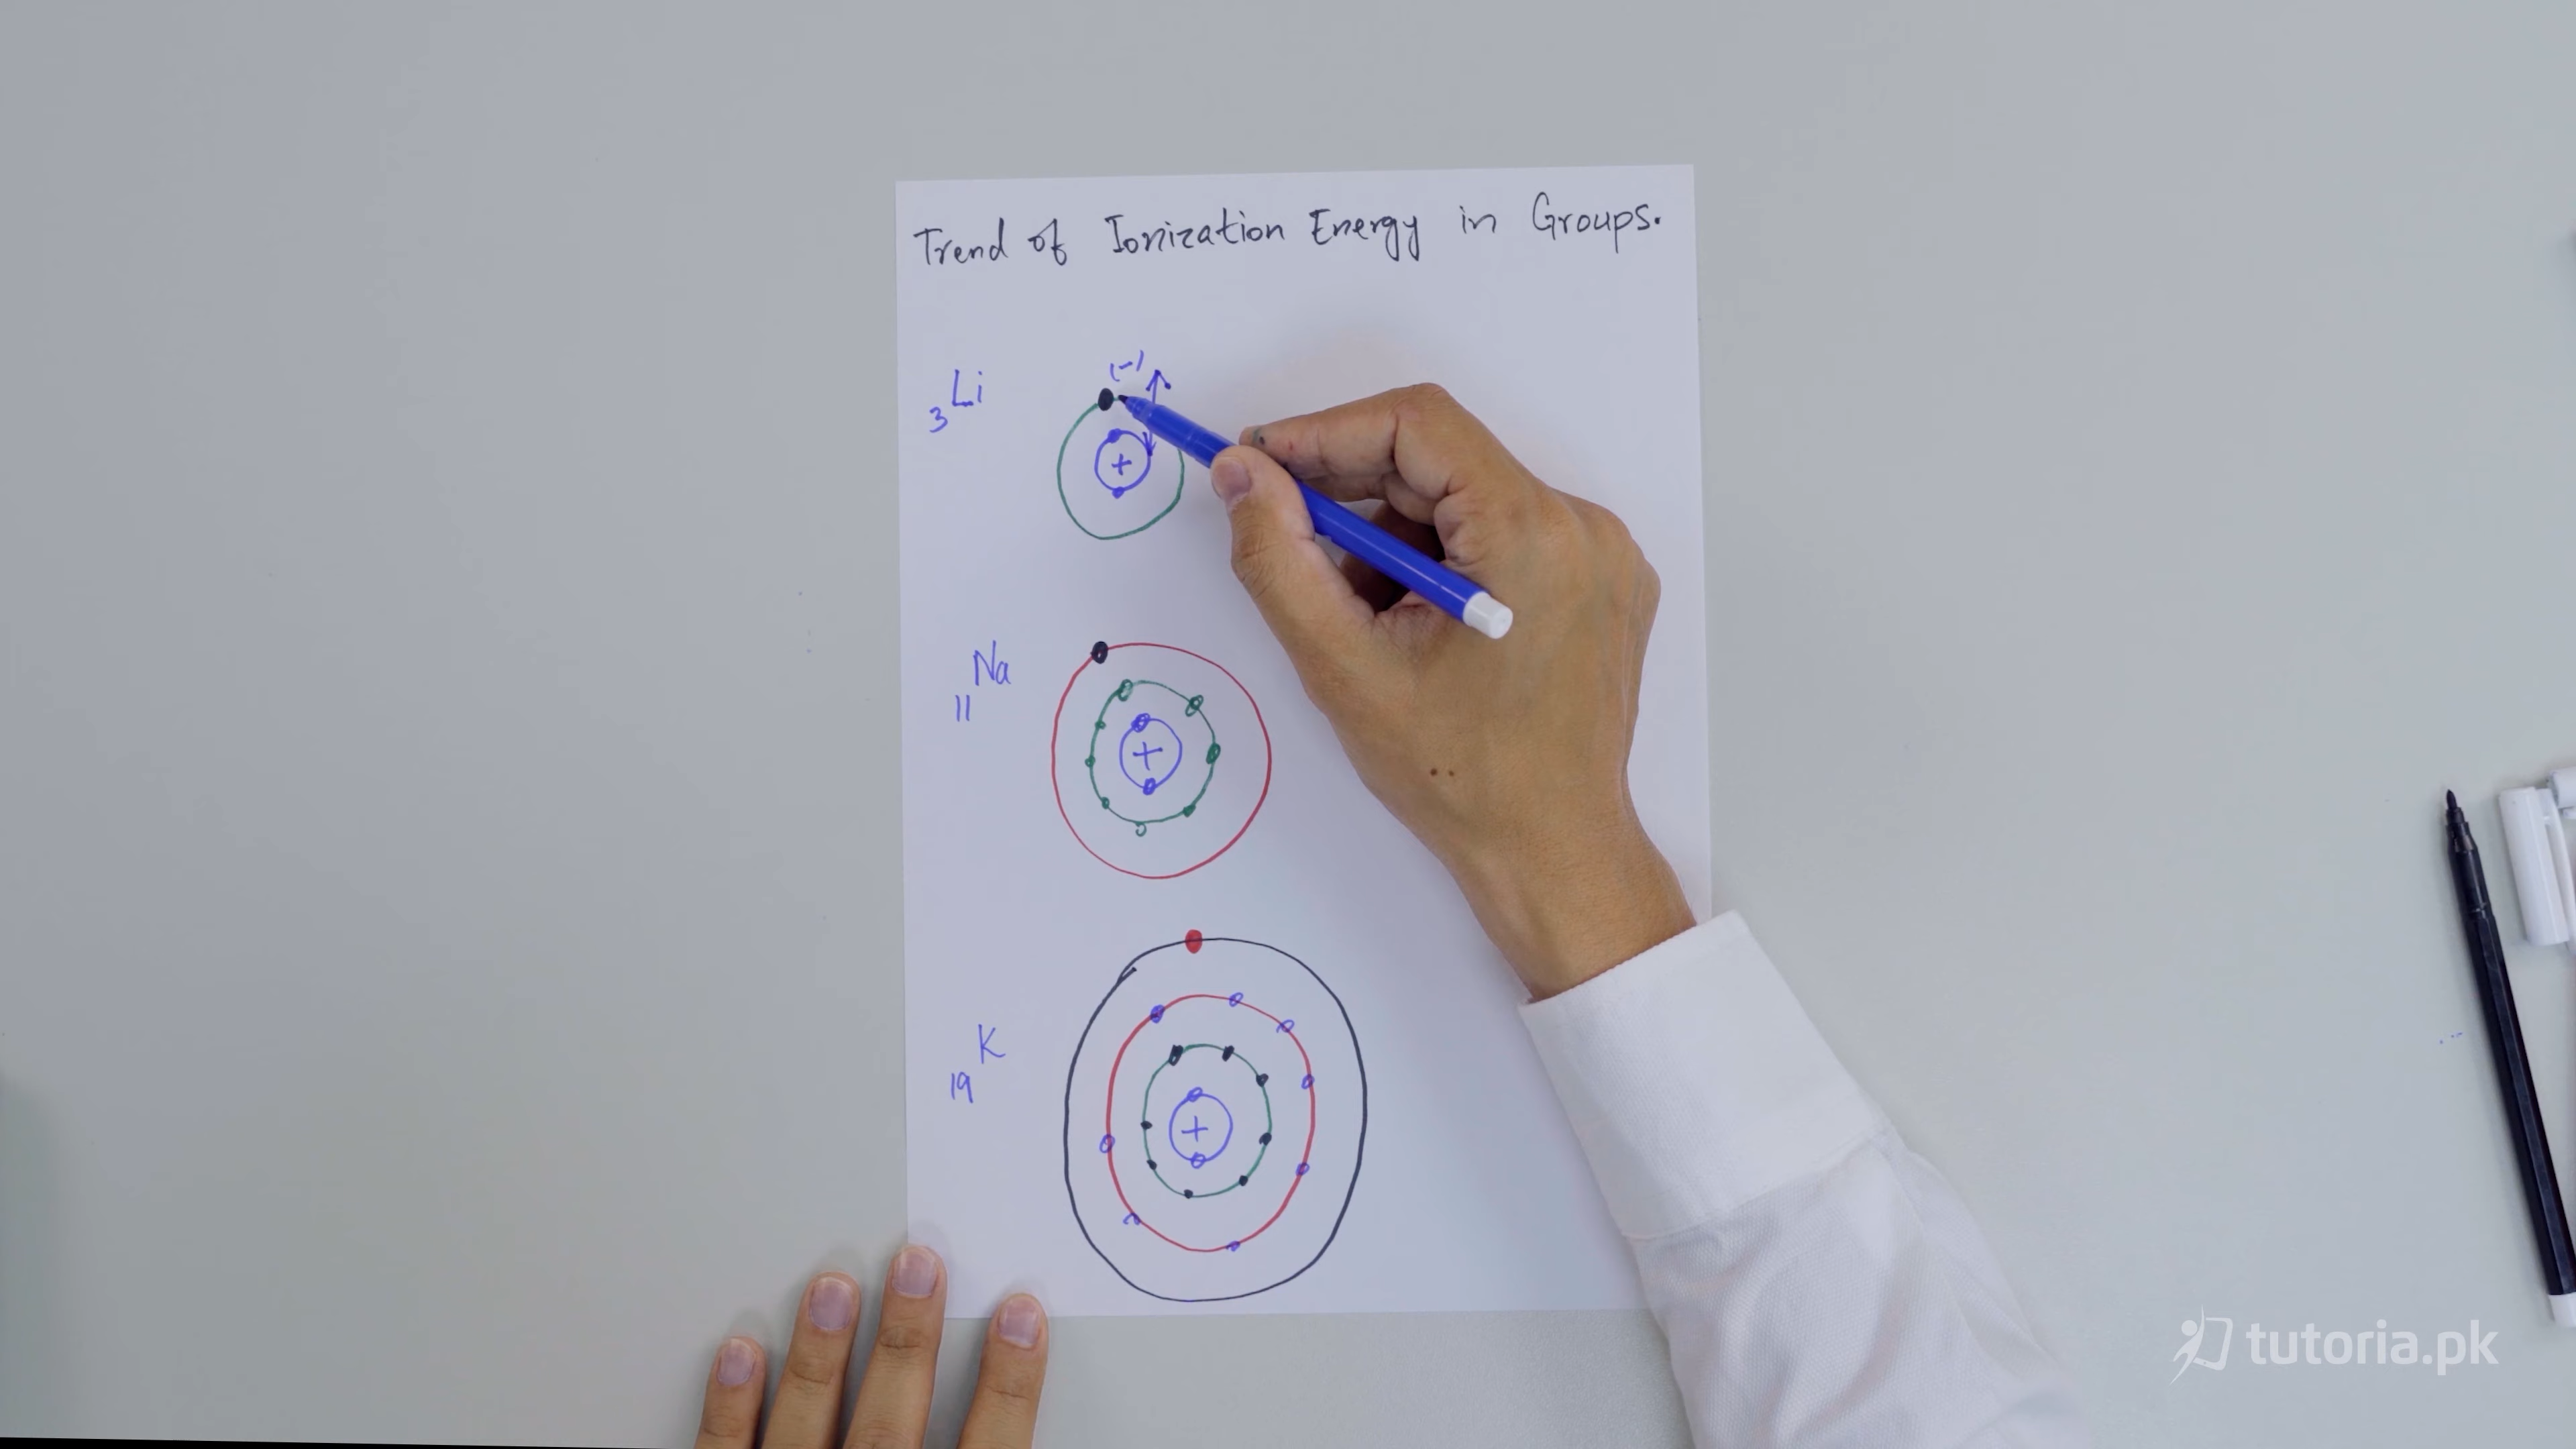 Trend of Ionization Energy in Groups.
(-)
3Li
+
11Na
+
19K
+
tutoria.pk